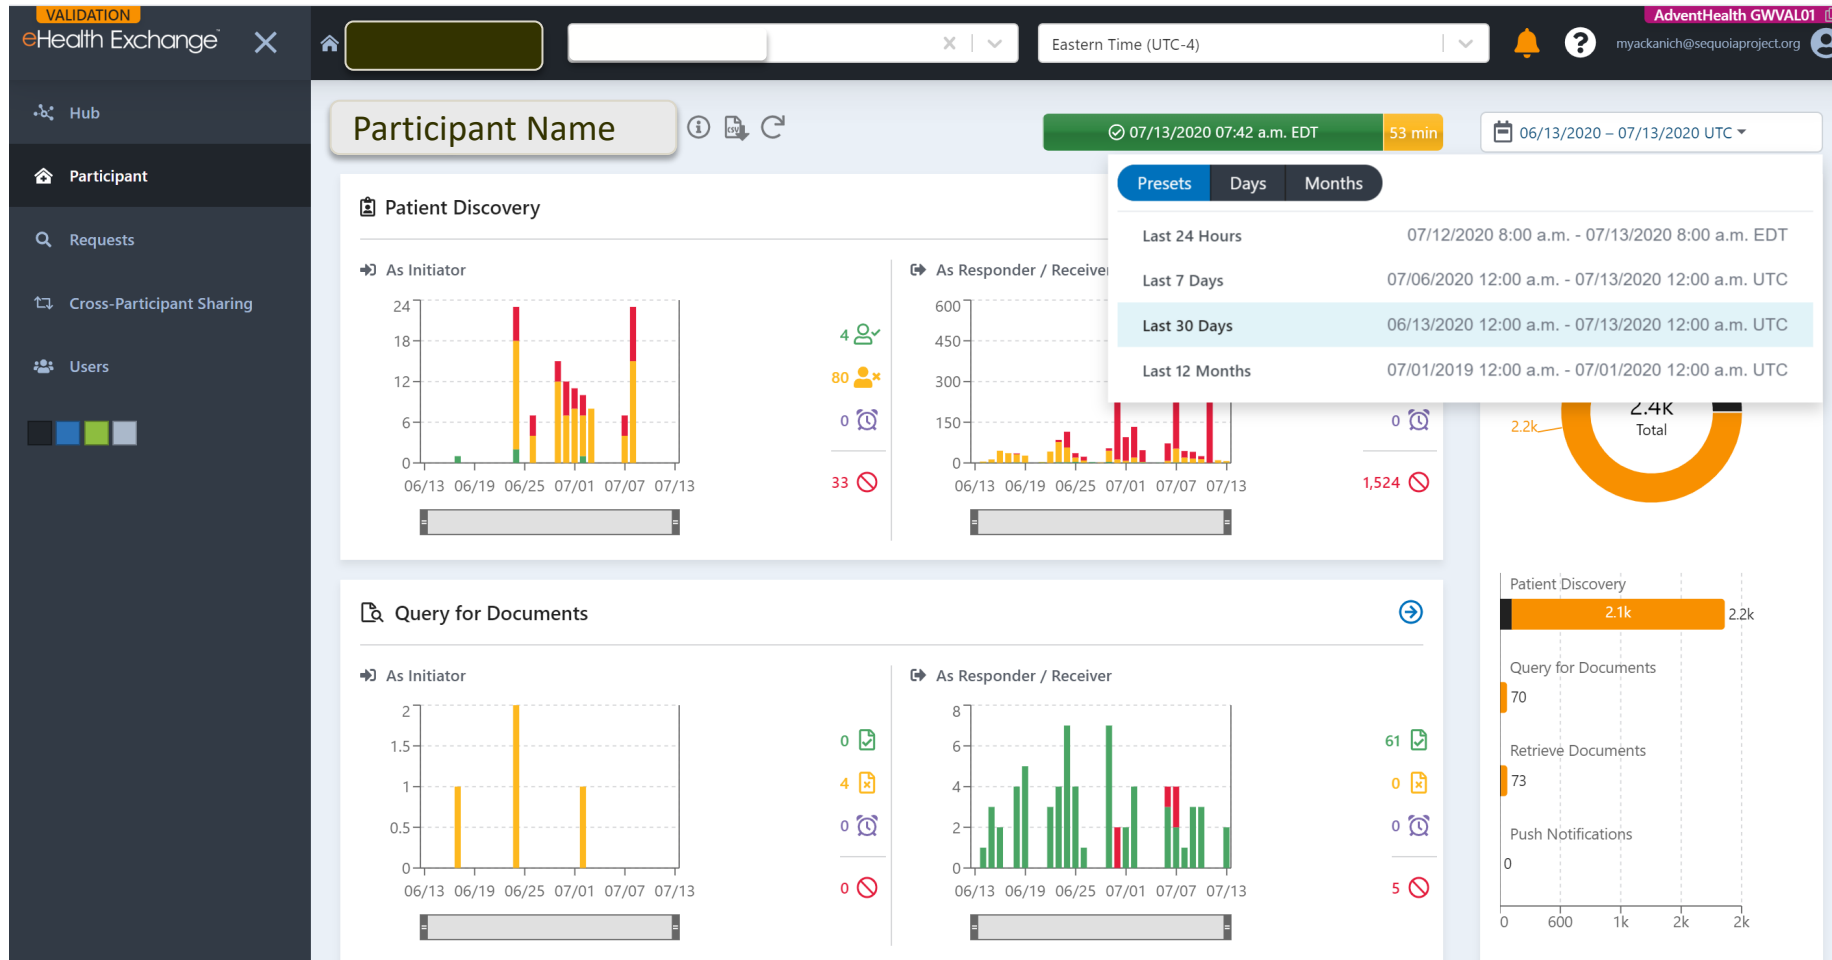 VALIDATION
eHealth Exchange™
AdventHealth GWVAL01
Eastern Time (UTC-4)
myackanich@sequoiaproject.org
Hub
Participant
Requests
Cross-Participant Sharing
Users
Participant Name
CSV
07/13/2020 07:42 a.m. EDT
53 min
06/13/2020 – 07/13/2020 UTC
Presets
Days
Months
Last 24 Hours
07/12/2020 8:00 a.m. - 07/13/2020 8:00 a.m. EDT
Last 7 Days
07/06/2020 12:00 a.m. - 07/13/2020 12:00 a.m. UTC
Last 30 Days
06/13/2020 12:00 a.m. - 07/13/2020 12:00 a.m. UTC
Last 12 Months
07/01/2019 12:00 a.m. - 07/01/2020 12:00 a.m. UTC
Patient Discovery
As Initiator
24
18
12
6
0
06/13 06/19 06/25 07/01 07/07 07/13
4
80
0
33
As Responder / Receiver
600
450
300
150
0
06/13 06/19 06/25 07/01 07/07 07/13
0
1,524
2.4k
Total
2.2k
Query for Documents
As Initiator
2
1.5
1
0.5
0
06/13 06/19 06/25 07/01 07/07 07/13
0
4
0
0
As Responder / Receiver
8
6
4
2
0
06/13 06/19 06/25 07/01 07/07 07/13
61
0
0
5
Patient Discovery
2.1k
2.2k
Query for Documents
70
Retrieve Documents
73
Push Notifications
0
0 600 1k 2k 2k